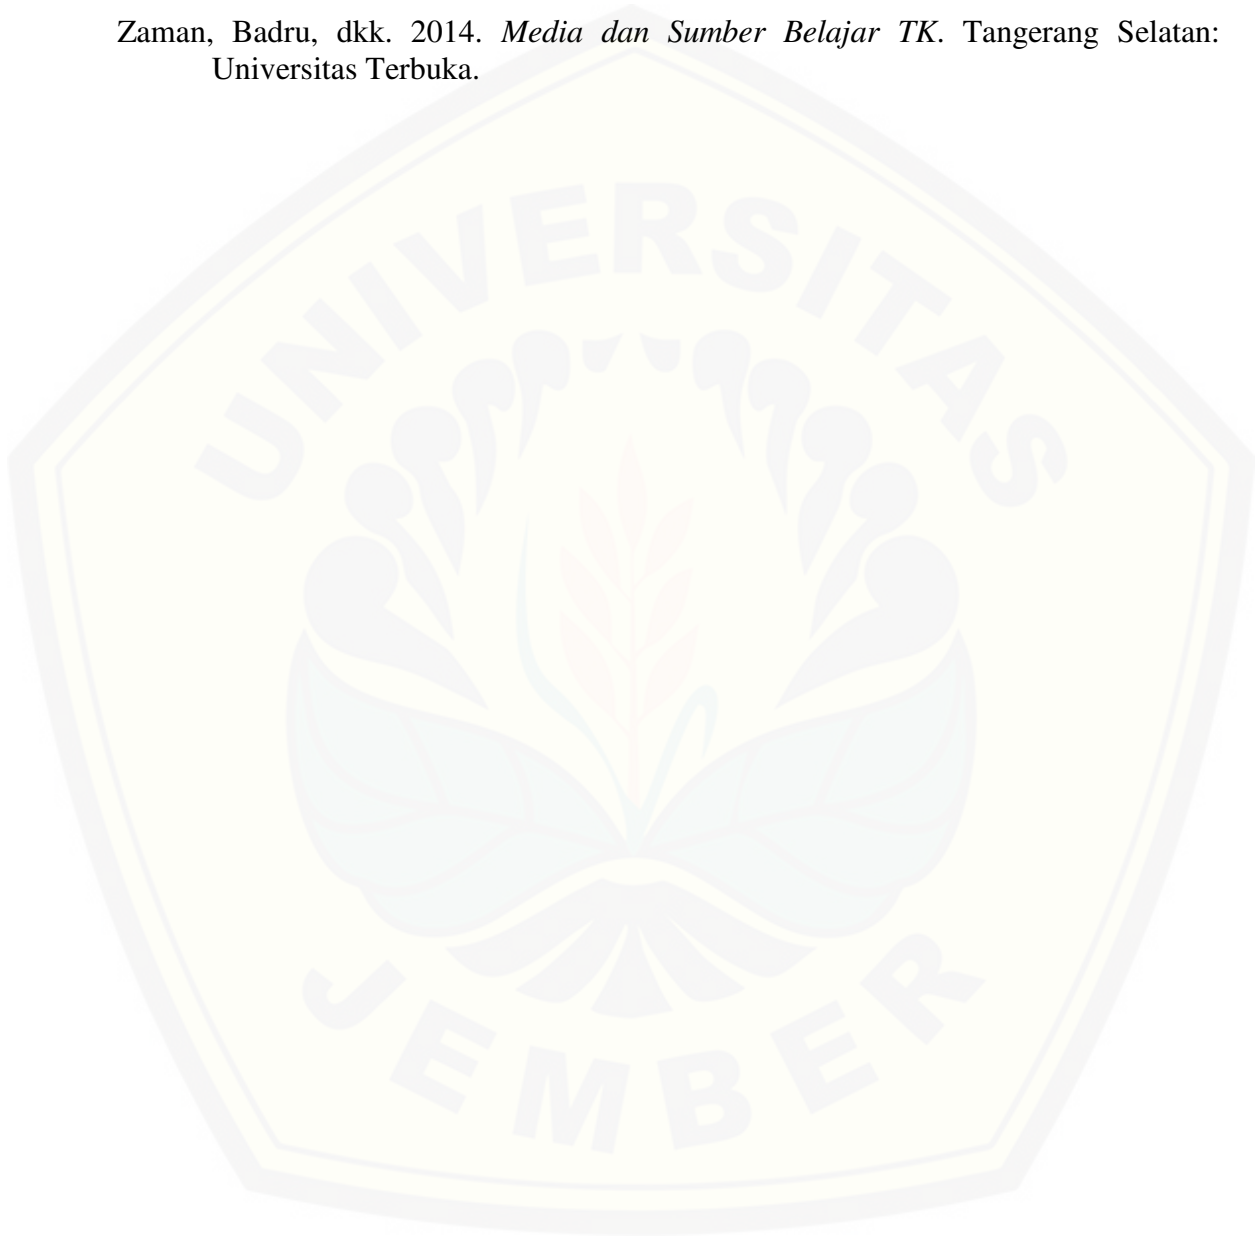 Zaman, Badru, dkk. 2014. Media dan Sumber Belajar TK. Tangerang Selatan:
Universitas Terbuka.
UNIVERSITAS
JEMBER